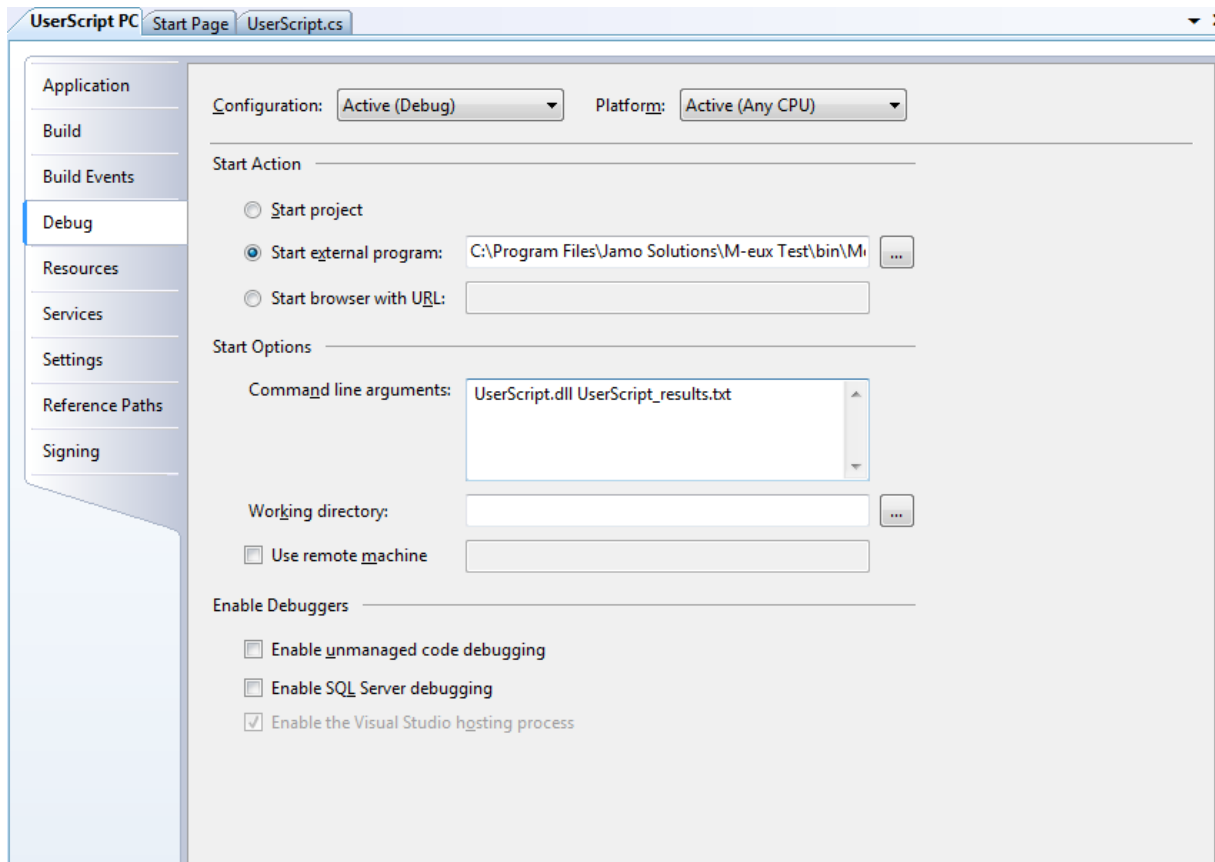 UserScript PC Start Page UserScript.cs
Application
Build
Build Events
Debug
Resources
Services
Settings
Reference Paths
Signing
Configuration: Active (Debug) Platform: Active (Any CPU)
Start Action
Start project
Start external program: C:\Program Files\Jamo Solutions\M-eux Test\bin\
...
Start browser with URL:
Start Options
Command line arguments: UserScript.dll UserScript_results.txt
Working directory: ...
Use remote machine
Enable Debuggers
Enable unmanaged code debugging
Enable SQL Server debugging
Enable the Visual Studio hosting process